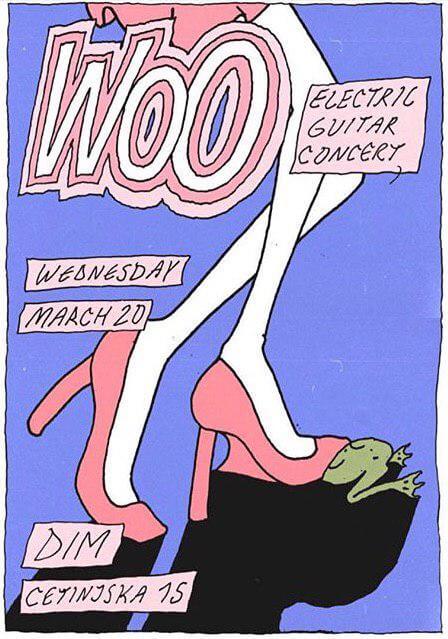 WOO
ELECTRIC
GUITAR
CONCERT,
WEDNESDAY
MARCH 20
DIM
CETINJSKA 15